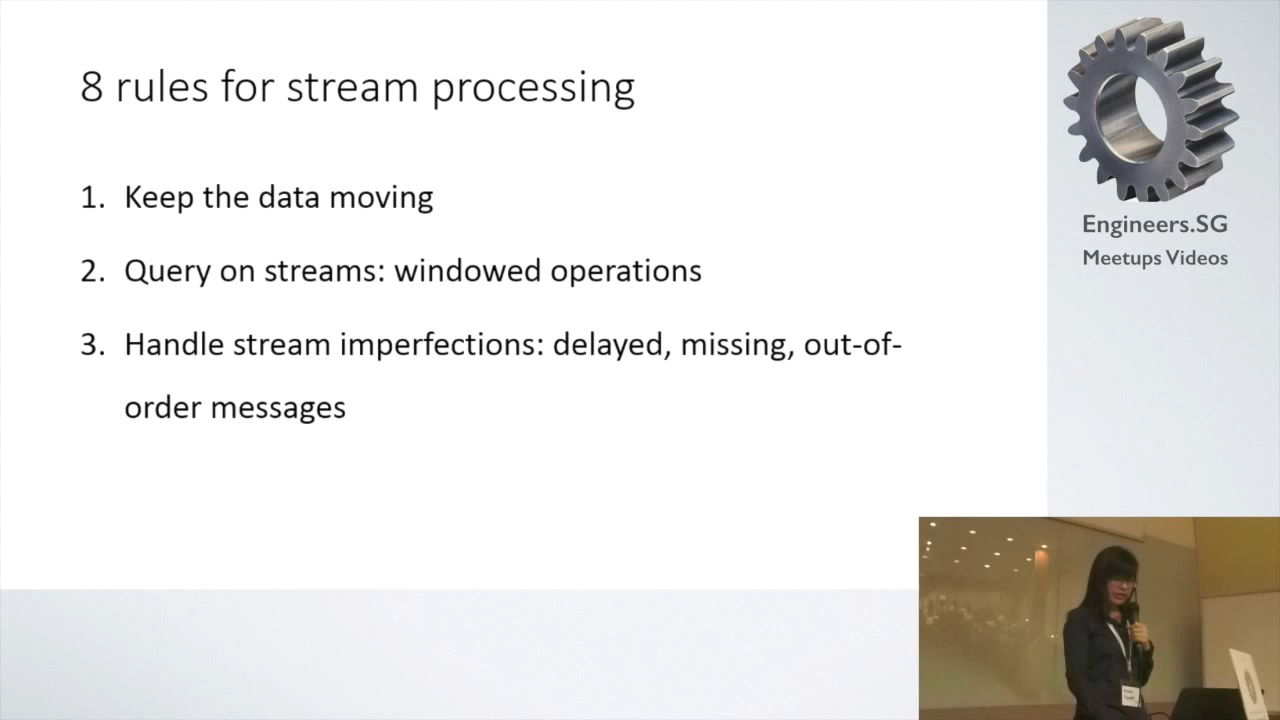 8 rules for stream processing
1. Keep the data moving
2. Query on streams: windowed operations
3. Handle stream imperfections: delayed, missing, out-of-
order messages
Engineers.SG
Meetups Videos